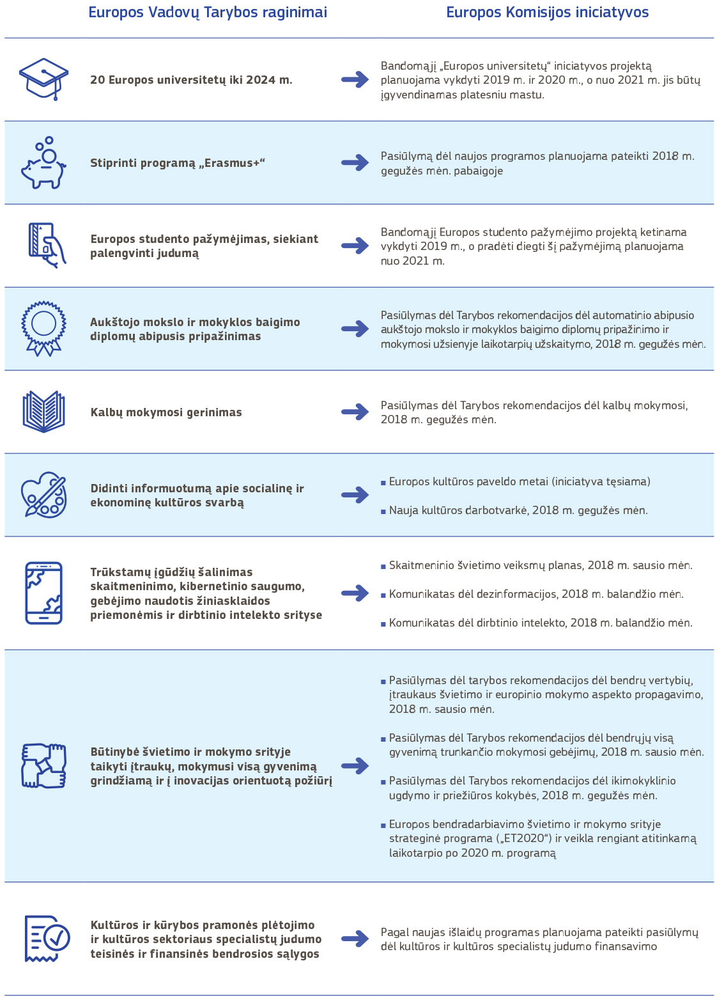 Europos Vadovų Tarybos raginimai
Europos Komisijos iniciatyvos
20 Europos universitetų iki 2024 m.
Bandomąjį „Europos universitetų“ iniciatyvos projektą
planuojama vykdyti 2019 m. ir 2020 m., o nuo 2021 m. jis būtų
įgyvendinamas platesniu mastu.
Stiprinti programą „Erasmus+“
Pasiūlymą dėl naujos programos planuojama pateikti 2018 m.
gegužės mėn. pabaigoje
Europos studento pažymėjimas, siekiant
palengvinti judumą
Bandomąjį Europos studento pažymėjimo projektą ketinama
vykdyti 2019 m., o pradėti diegti šį pažymėjimą planuojama
nuo 2021 m.
Aukštojo mokslo ir mokyklos baigimo
diplomų abipusis pripažinimas
Pasiūlymas dėl Tarybos rekomendacijos dėl automatinio abipusio
aukštojo mokslo ir mokyklos baigimo diplomų pripažinimo ir
mokymosi užsienyje laikotarpių užskaitymo, 2018 m. gegužės mėn.
Kalbų mokymosi gerinimas
Pasiūlymas dėl Tarybos rekomendacijos dėl kalbų mokymosi,
2018 m. gegužės mėn.
Didinti informuotumą apie socialinę ir
ekonominę kultūros svarbą
▪ Europos kultūros paveldo metai (iniciatyva tęsiama)
▪ Nauja kultūros darbotvarkė, 2018 m. gegužės mėn.
Trūkstamų įgūdžių šalinimas
skaitmeninimo, kibernetinio saugumo,
gebėjimo naudotis žiniasklaidos
priemonėmis ir dirbtinio intelekto srityse
▪ Skaitmeninio švietimo veiksmų planas, 2018 m. sausio mėn.
▪ Komunikatas dėl dezinformacijos, 2018 m. balandžio mėn.
▪ Komunikatas dėl dirbtinio intelekto, 2018 m. balandžio mėn.
Būtinybė švietimo ir mokymo srityje
taikyti įtraukų, mokymusi visą gyvenimą
grindžiamą ir į inovacijas orientuotą požiūrį
▪ Pasiūlymas dėl tarybos rekomendacijos dėl bendrų vertybių,
įtraukaus švietimo ir europinio mokymo aspekto propagavimo,
2018 m. sausio mėn.
▪ Pasiūlymas dėl Tarybos rekomendacijos dėl bendrųjų visą
gyvenimą trunkančio mokymosi gebėjimų, 2018 m. sausio mėn.
▪ Pasiūlymas dėl Tarybos rekomendacijos dėl ikimokyklinio
ugdymo ir priežiūros kokybės, 2018 m. gegužės mėn.
▪ Europos bendradarbiavimo švietimo ir mokymo srityje
strateginė programa („ET2020“) ir veikla rengiant atitinkamą
laikotarpio po 2020 m. programą
Kultūros ir kūrybos pramonės plėtojimo
ir kultūros sektoriaus specialistų judumo
teisinės ir finansinės bendrosios sąlygos
Pagal naujas išlaidų programas planuojama pateikti pasiūlymų
dėl kultūros ir kultūros specialistų judumo finansavimo